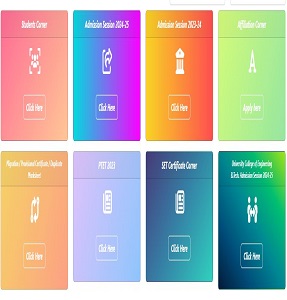 Students Corner
Click Here
Admission Session 2024-25
Click Here
Admission Session 2023-24
Click Here
Affiliation Corner
Apply here
Migration / Provisional Certificate / Duplicate
Marksheet
Click Here
PTET 2023
Click Here
SET Certificate Corner
Click Here
University College of Engineering
B.Tech. Admission Session 2024-25
Click Here